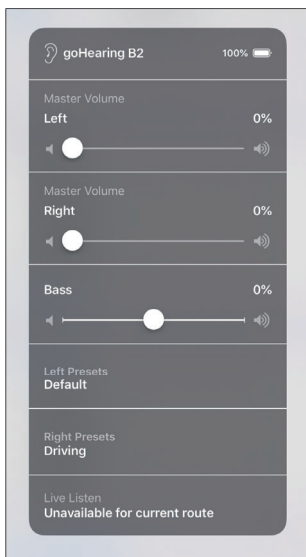 goHearing B2 100%
Master Volume
Left 0%
Master Volume
Right 0%
Bass 0%
Left Presets
Default
Right Presets
Driving
Live Listen
Unavailable for current route